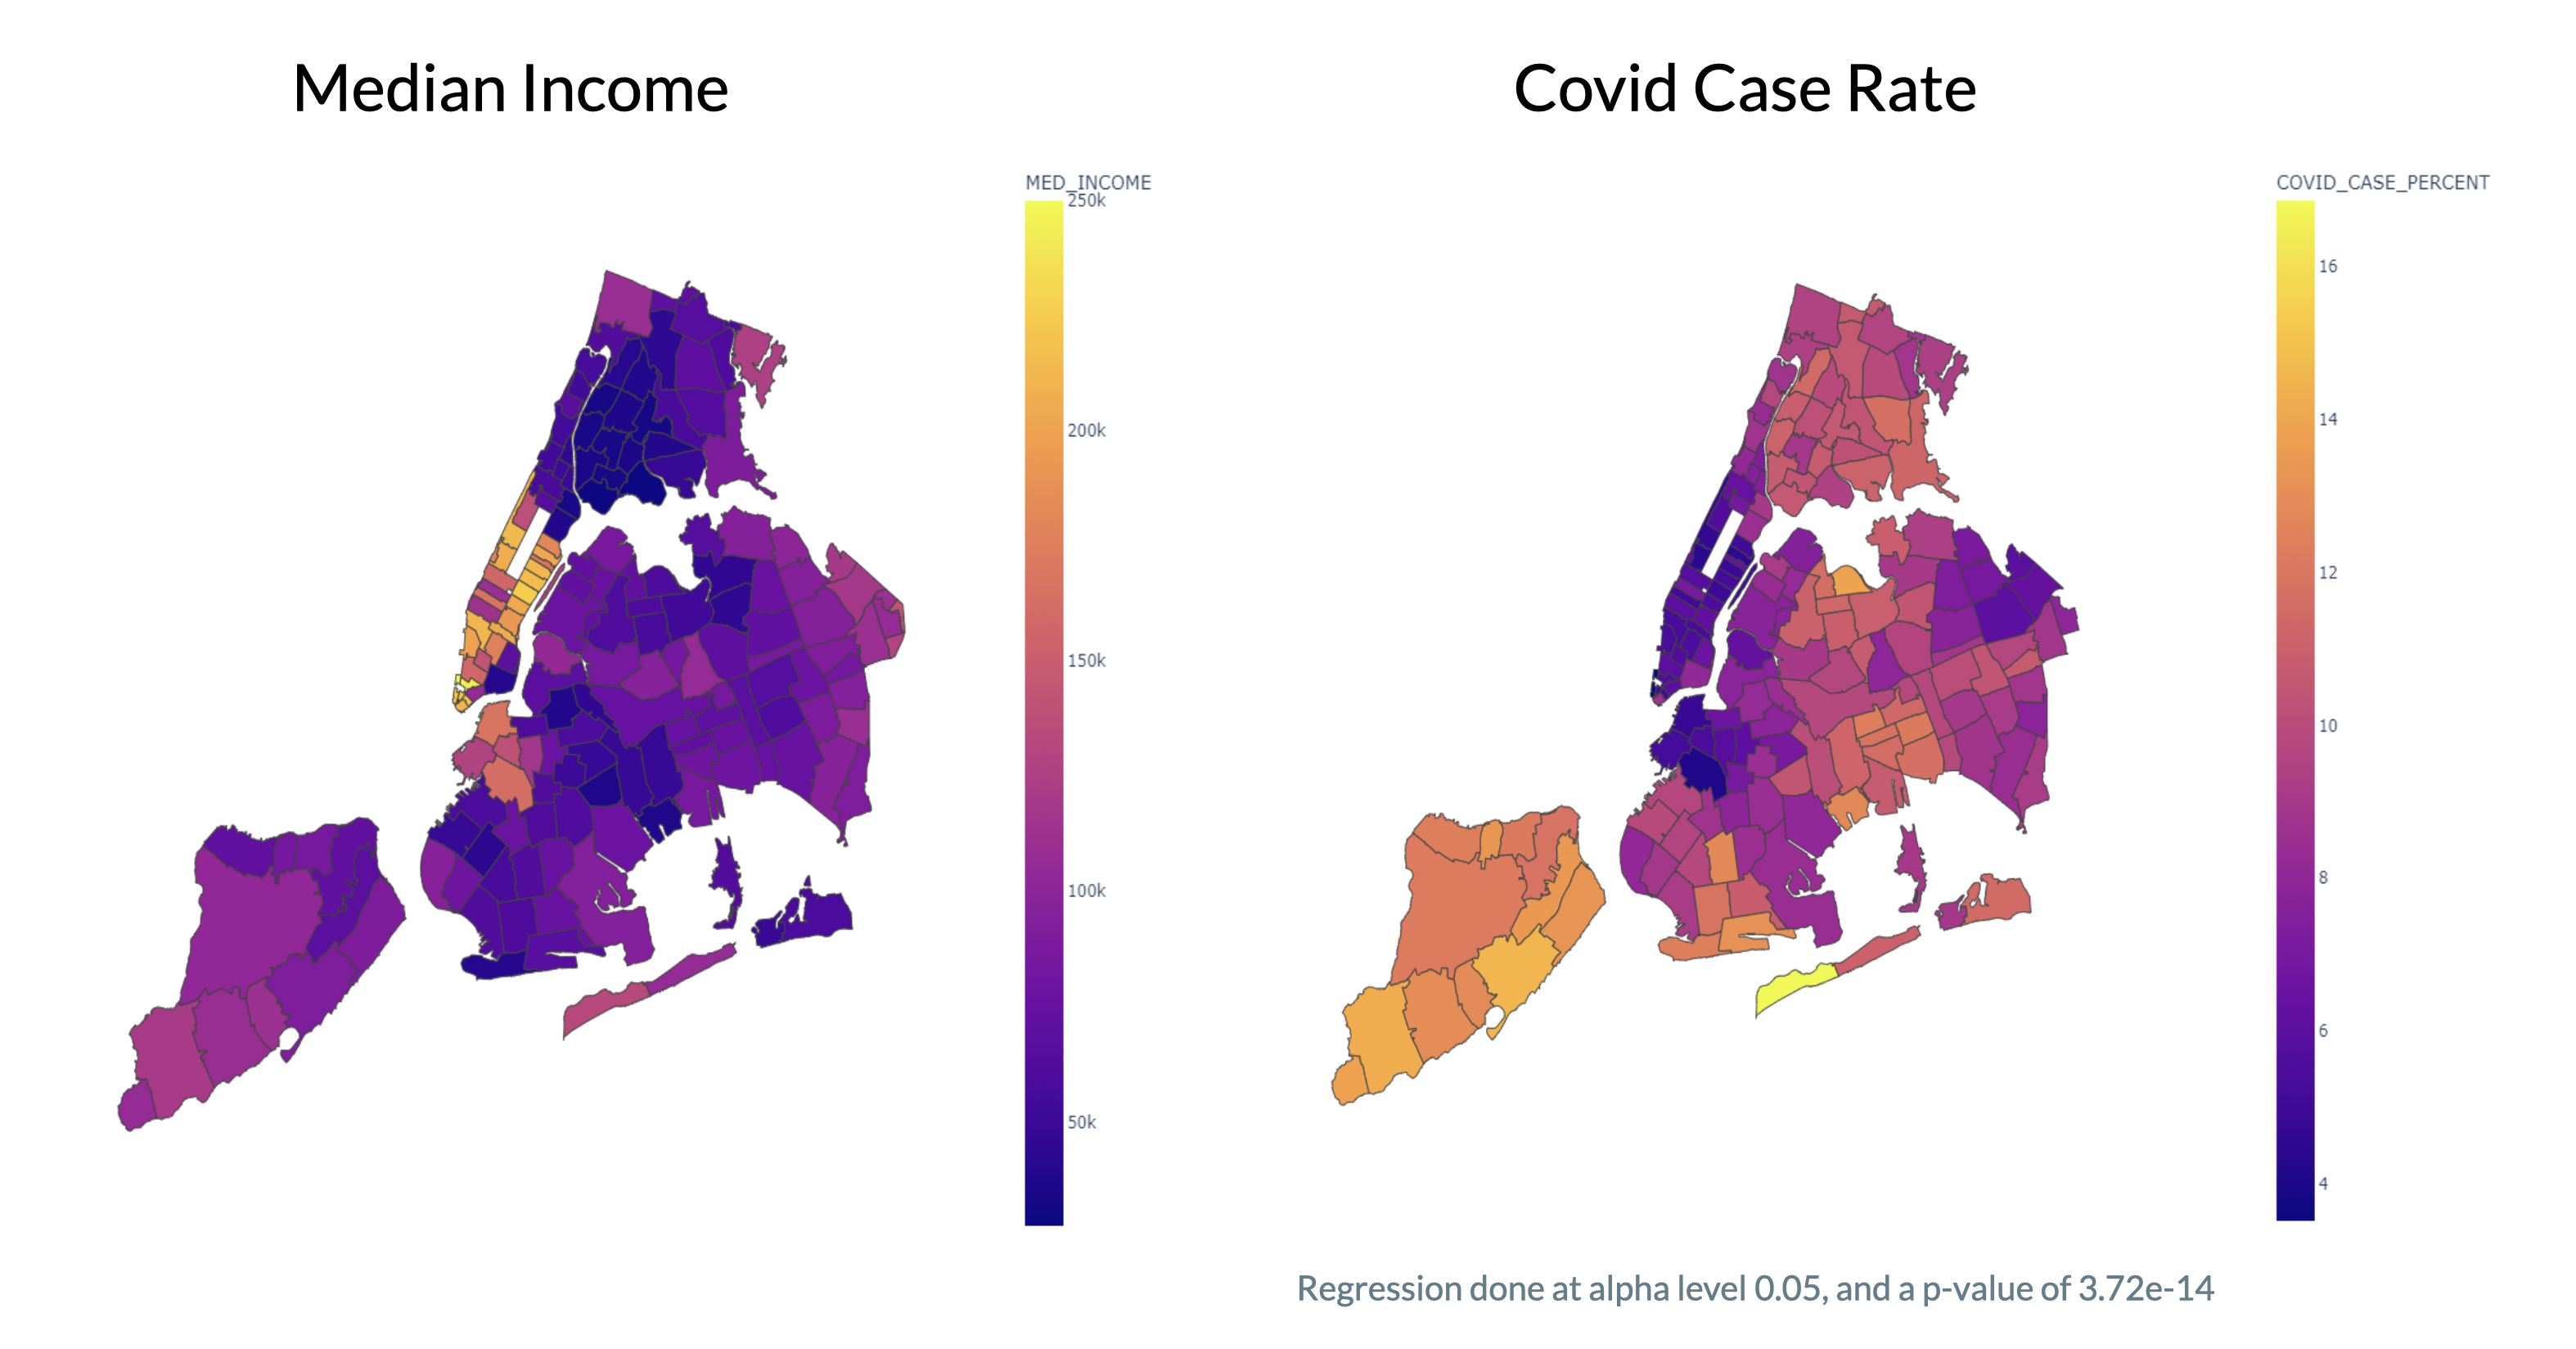 Median Income
Covid Case Rate
MED_INCOME
250k
200k
150k
100k
50k
COVID_CASE_PERCENT
16
14
12
10
8
6
4
Regression done at alpha level 0.05, and a p-value of 3.72e-14